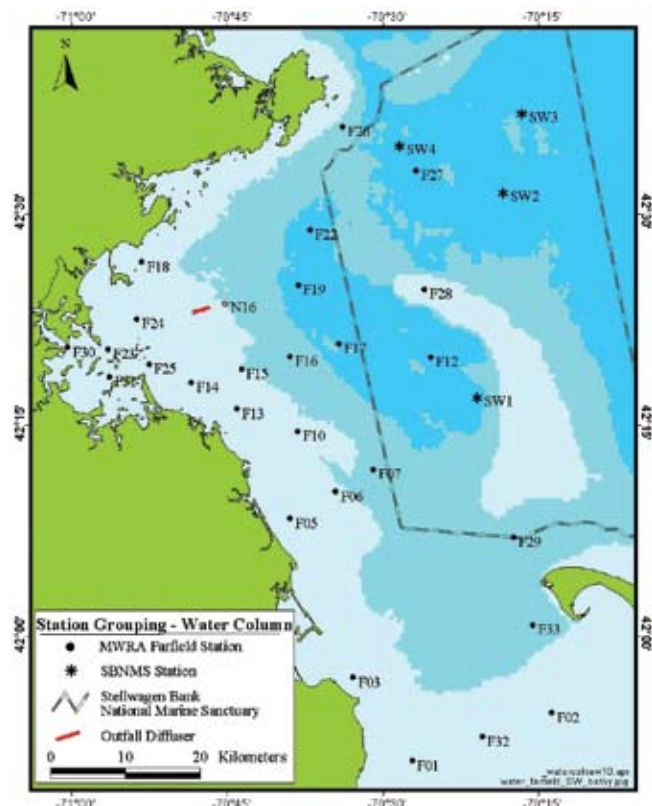 -71°00' -70°45' -70°30' -70°15'
N
F26
SW3
SW4
F27
SW2
42°30' 42°30'
F22
F18
F19
F28
N16
F24
F30
F23
F17
F16
F12
F25
F15
F31
F14
SW1
F13
42°15' 42°15'
F10
F07
F06
F05
F29
42°00' 42°00'
F33
Station Grouping - Water Column
MWRA Farfield Station
SBNMS Station
Stellwagen Bank
National Marine Sanctuary
Outfall Diffuser
0 10 20 Kilometers
F03
F02
F32
F01
-71°00' -70°45' -70°30' -70°15'